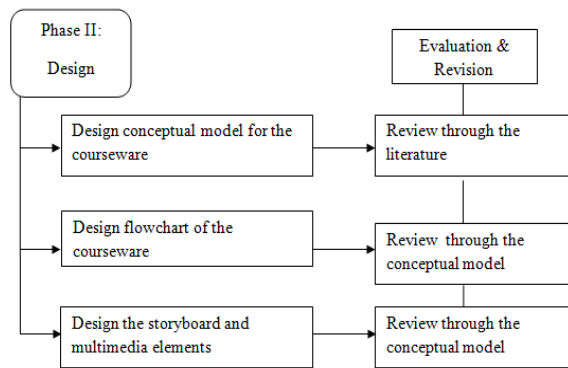 Phase II:
Design
Evaluation &
Revision
Design conceptual model for the
courseware
Review through the
literature
Design flowchart of the
courseware
Review through the
conceptual model
Design the storyboard and
multimedia elements
Review through the
conceptual model